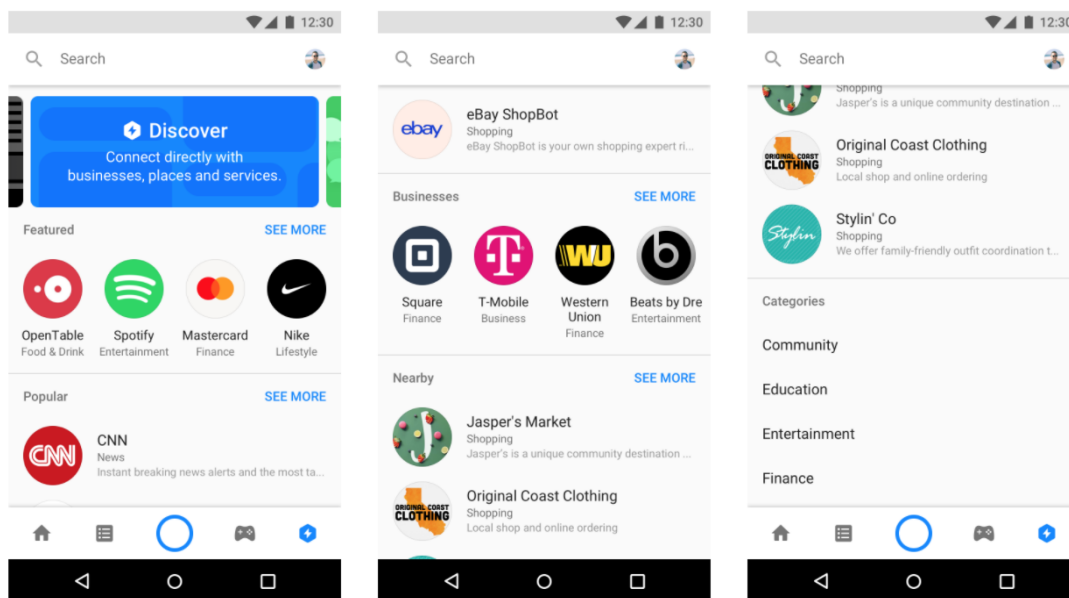 12:30
Search
Discover
Connect directly with
businesses, places and services.
Featured SEE MORE
OpenTable
Food & Drink
Spotify
Entertainment
Mastercard
Finance
Nike
Lifestyle
Popular SEE MORE
CNN
CNN
News
Instant breaking news alerts and the most ta...
12:30
Search
ebay
eBay ShopBot
Shopping
eBay ShopBot is your own shopping expert ri...
Businesses SEE MORE
T
WU
b
Square
Finance
T-Mobile
Business
Western
Union
Finance
Beats by Dre
Entertainment
Nearby SEE MORE
J
Jasper's Market
Shopping
Jasper's is a unique community destination ...
ORIGINAL COAST
CLOTHING
Original Coast Clothing
Shopping
Local shop and online ordering
12:30
Search
Shopping
Jasper's is a unique community destination ...
ORIGINAL COAST
CLOTHING
Original Coast Clothing
Shopping
Local shop and online ordering
Stylin
Stylin' Co
Shopping
We offer family-friendly outfit coordination t...
Categories
Community
Education
Entertainment
Finance